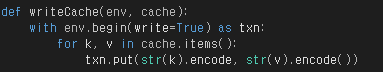 def writeCache(env, cache):
    with env.begin(write=True) as txn:
        for k, v in cache.items():
            txn.put(str(k).encode, str(v).encode())